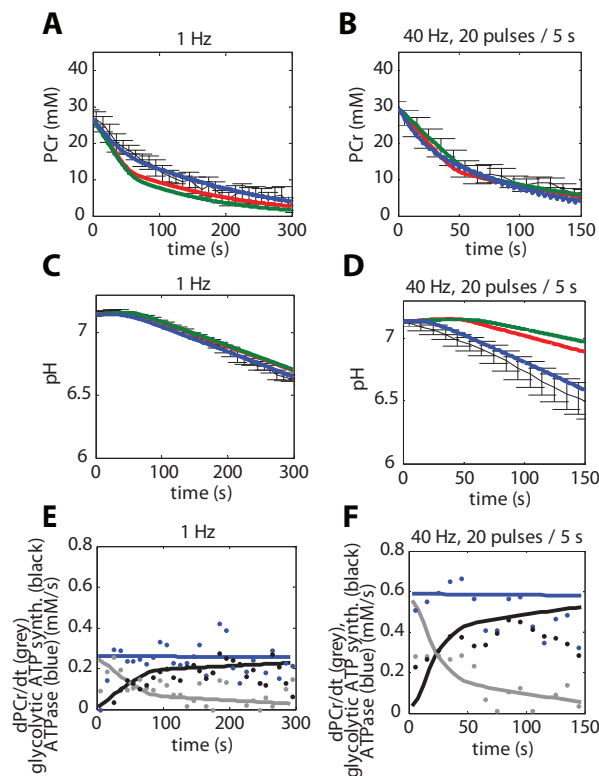 A
1 Hz
PCr (mM)
40
30
20
10
0
0 100 200 300
time (s)
B
40 Hz, 20 pulses / 5 s
PCr (mM)
40
30
20
10
0
0 50 100 150
time (s)
C
1 Hz
pH
7
6.5
6
0 100 200 300
time (s)
D
40 Hz, 20 pulses / 5 s
pH
7
6.5
6
0 50 100 150
time (s)
E
1 Hz
dPCr/dt (grey),
glycolytic ATP synth. (black)
ATPase (blue) (mM/s)
0.8
0.6
0.4
0.2
0
0 100 200 300
time (s)
F
40 Hz, 20 pulses / 5 s
dPCr/dt (grey),
glycolytic ATP synth. (black)
ATPase (blue) (mM/s)
0.8
0.6
0.4
0.2
0
0 50 100 150
time (s)